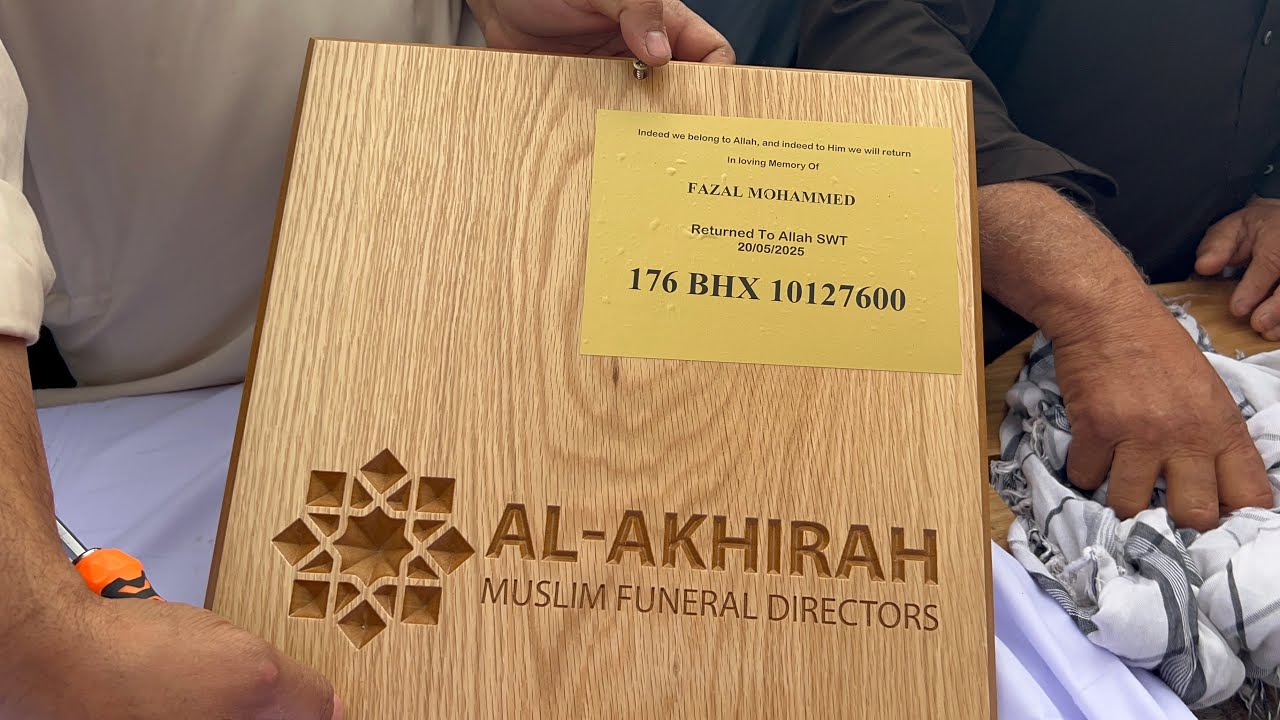 Indeed we belong to Allah, and indeed to Him we will return
In loving Memory Of
FAZAL MOHAMMED
Returned To Allah SWT
20/05/2025
176 BHX 10127600
AL-AKHIRAH
MUSLIM FUNERAL DIRECTORS